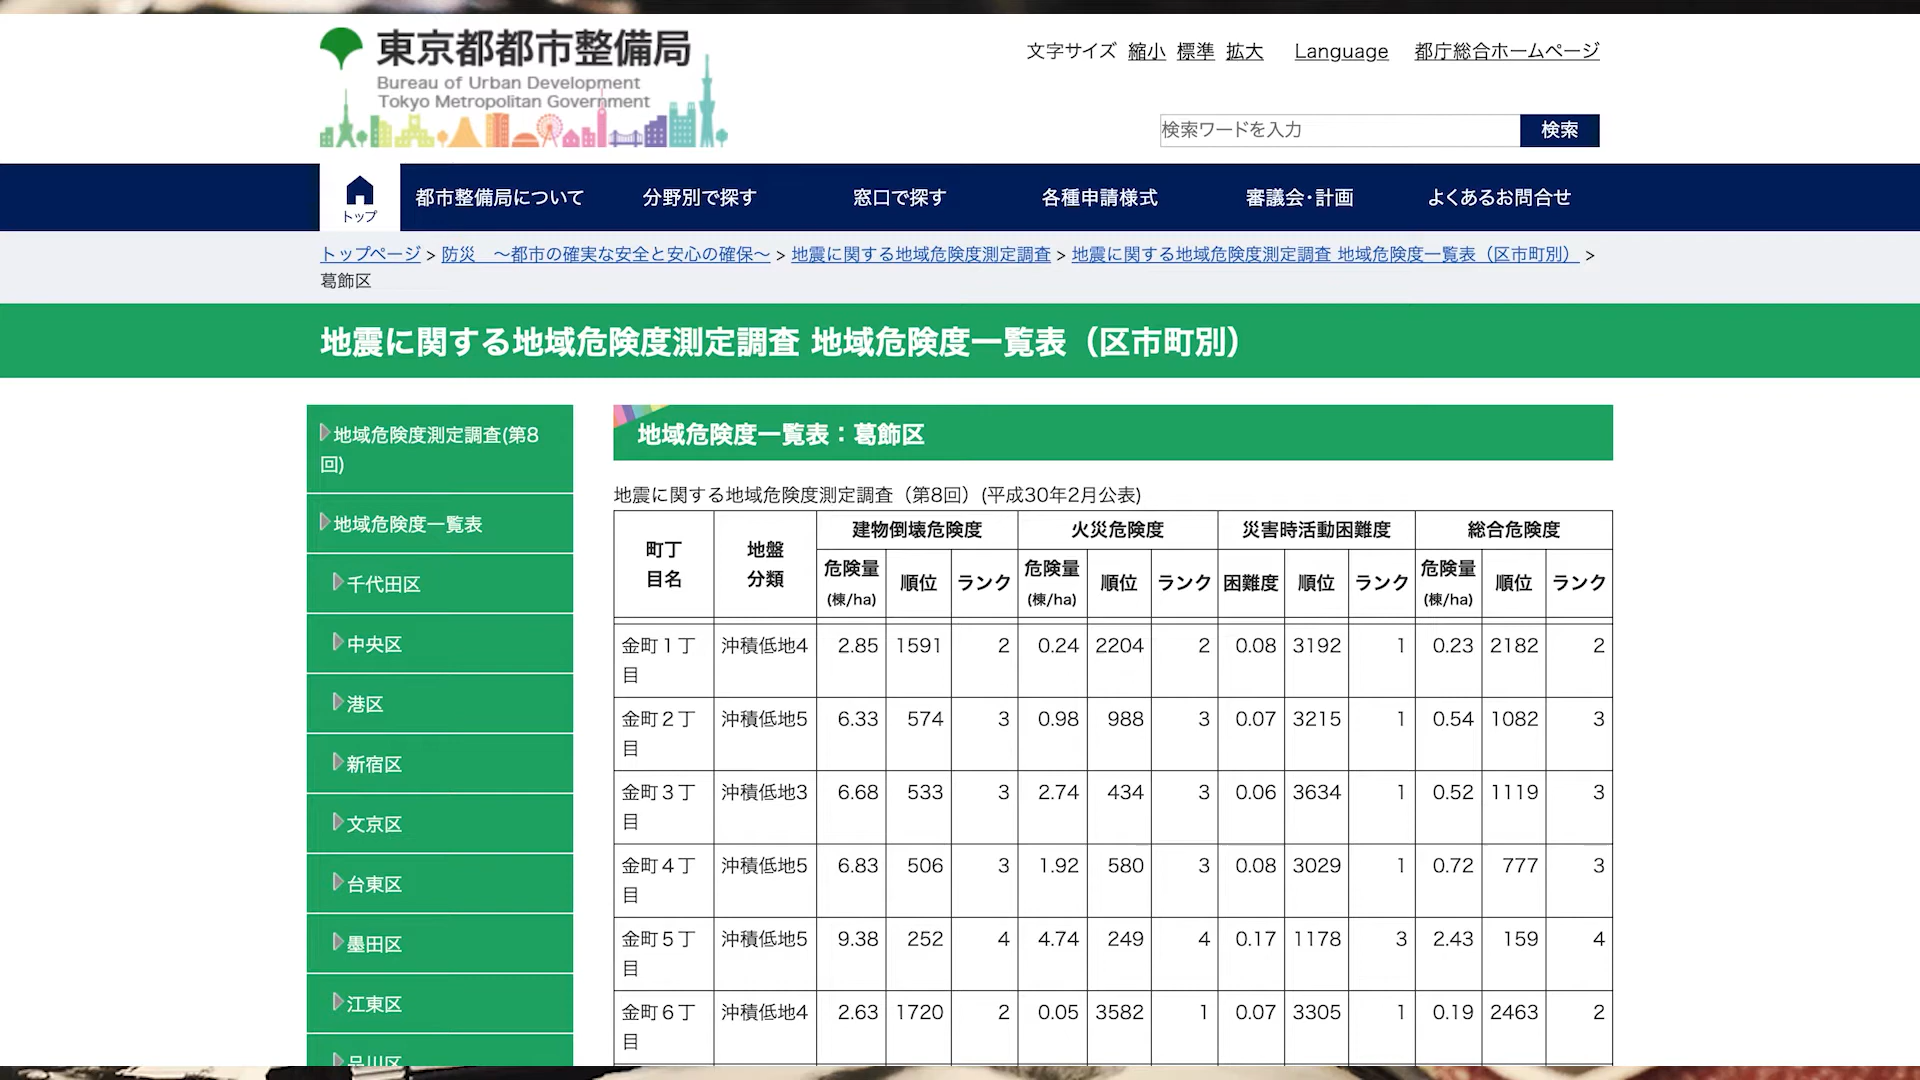 東京都都市整備局
Bureau of Urban Development
Tokyo Metropolitan Government
文字サイズ 縮小 標準 拡大 Language 都庁総合ホームページ
検索ワードを入力 検索
トップ 都市整備局について 分野別で探す 窓口で探す 各種申請様式 審議会・計画 よくあるお問合せ
トップページ > 防災　～都市の確実な安全と安心の確保～ > 地震に関する地域危険度測定調査 > 地震に関する地域危険度測定調査 地域危険度一覧表（区市町別） >
葛飾区
地震に関する地域危険度測定調査 地域危険度一覧表（区市町別）
地域危険度測定調査(第8
回)
地域危険度一覧表
千代田区
中央区
港区
新宿区
文京区
台東区
墨田区
江東区
品川区
地域危険度一覧表：葛飾区
地震に関する地域危険度測定調査（第8回）(平成30年2月公表)
町丁
目名
地盤
分類
建物倒壊危険度 火災危険度 災害時活動困難度 総合危険度
危険量
(棟/ha)
順位 ランク
危険量
(棟/ha)
順位 ランク 困難度 順位 ランク
危険量
(棟/ha)
順位 ランク
金町１丁
目
沖積低地4 2.85 1591 2 0.24 2204 2 0.08 3192 1 0.23 2182 2
金町２丁
目
沖積低地5 6.33 574 3 0.98 988 3 0.07 3215 1 0.54 1082 3
金町３丁
目
沖積低地3 6.68 533 3 2.74 434 3 0.06 3634 1 0.52 1119 3
金町４丁
目
沖積低地5 6.83 506 3 1.92 580 3 0.08 3029 1 0.72 777 3
金町５丁
目
沖積低地5 9.38 252 4 4.74 249 4 0.17 1178 3 2.43 159 4
金町６丁
目
沖積低地4 2.63 1720 2 0.05 3582 1 0.07 3305 1 0.19 2463 2